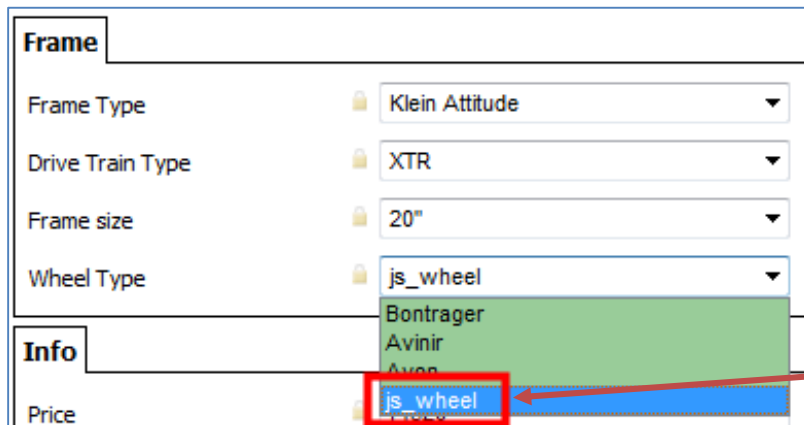 Frame
Frame Type Klein Attitude
Drive Train Type XTR
Frame size 20"
Wheel Type js_wheel
Bontrager
Avinir
Info
js_wheel
Price